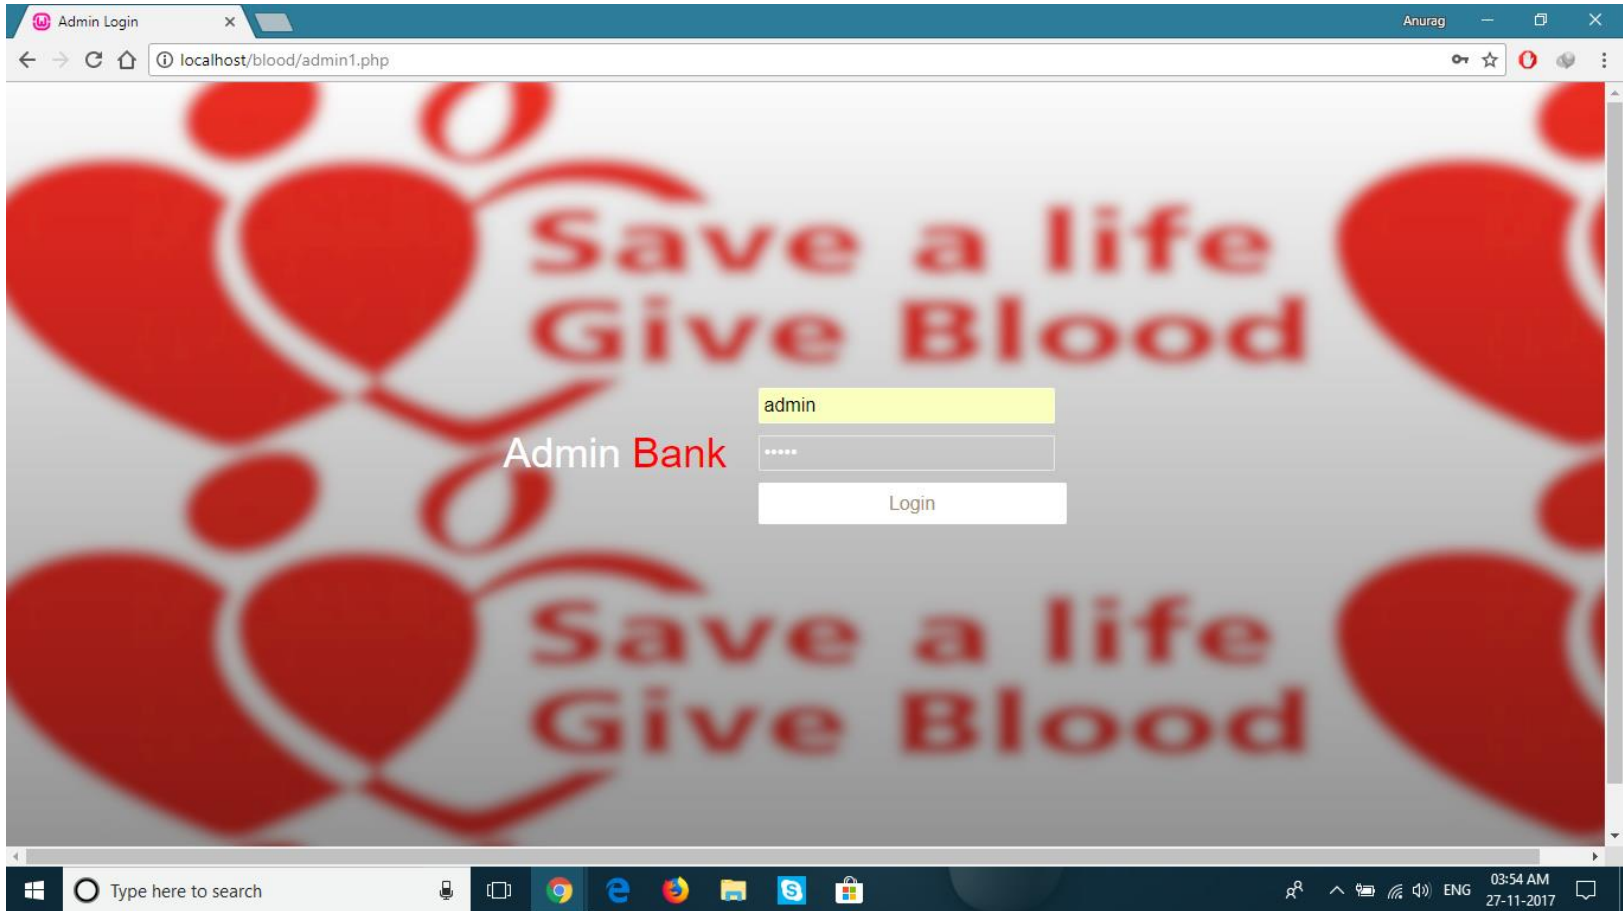 Admin Login
Anurag
localhost/blood/admin1.php
Save a life
Give Blood
admin
Admin Bank
•••••
Login
Save a life
Give Blood
Type here to search
ENG
03:54 AM
27-11-2017